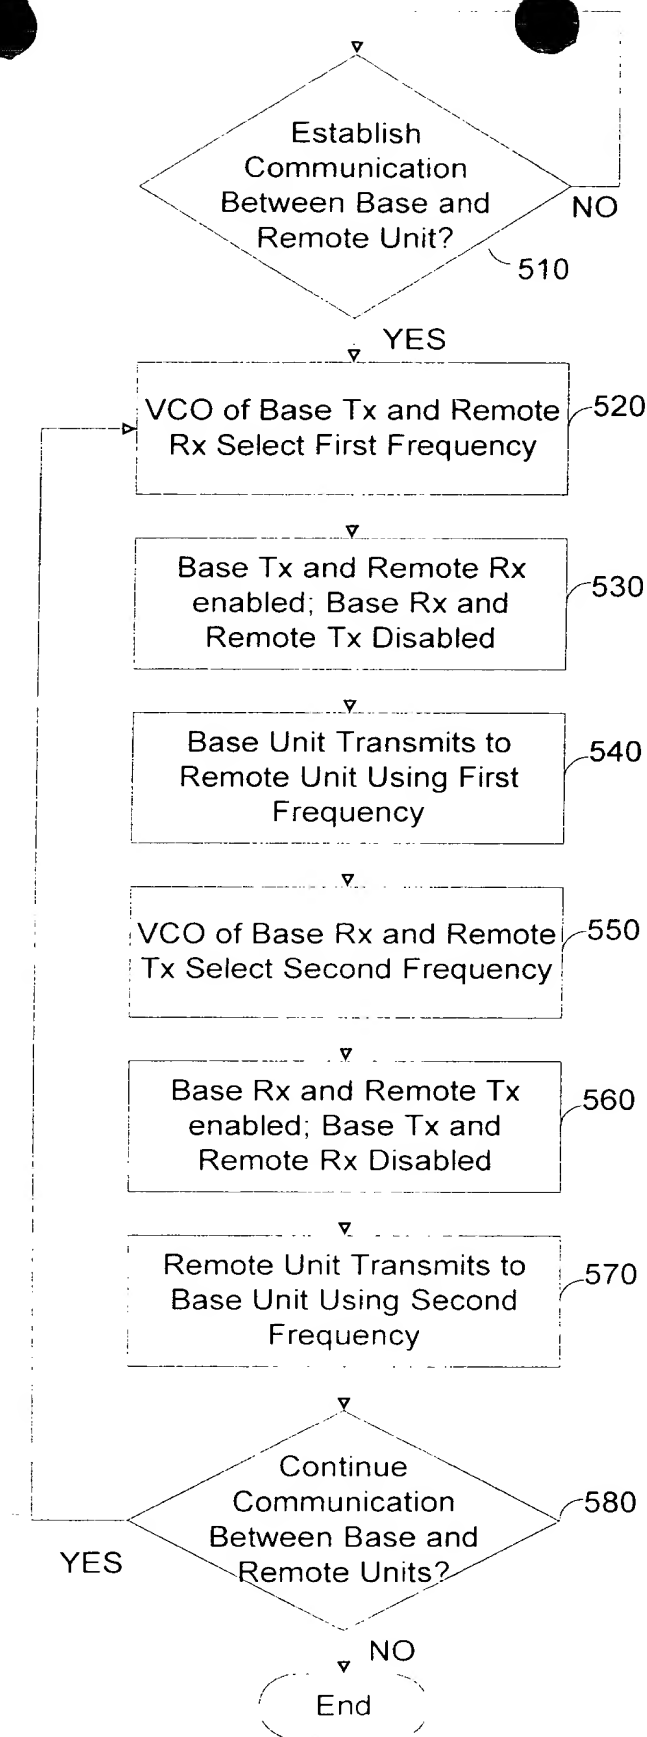 Establish
Communication
Between Base and
Remote Unit?
NO
510
YES
VCO of Base Tx and Remote
Rx Select First Frequency
520
Base Tx and Remote Rx
enabled; Base Rx and
Remote Tx Disabled
530
Base Unit Transmits to
Remote Unit Using First
Frequency
540
VCO of Base Rx and Remote
Tx Select Second Frequency
550
Base Rx and Remote Tx
enabled; Base Tx and
Remote Rx Disabled
560
Remote Unit Transmits to
Base Unit Using Second
Frequency
570
Continue
Communication
Between Base and
Remote Units?
580
YES
NO
End